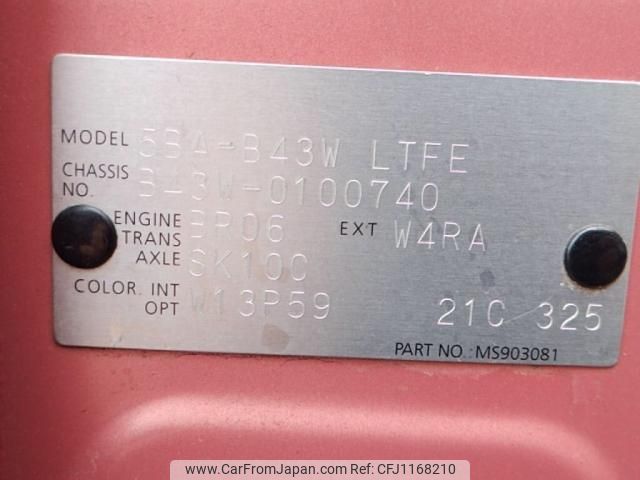 MODEL 5BA-B43W LTFE
CHASSIS NO. B43W-0100740
ENGINE BR06 EXT W4RA
TRANS AXLE SK10C
COLOR. INT OPT W13P59 21C 325
PART NO.:MS903081
www.CarFromJapan.com CFJ1168210